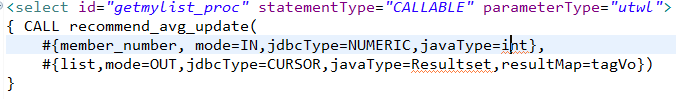 <select id="getmylist_proc" statementType="CALLABLE" parameterType="utwl">
{ CALL recommend_avg_update(
#{member_number, mode=IN,jdbcType=NUMERIC,javaType=int},
#{list,mode=OUT,jdbcType=CURSOR,javaType=Resultset,resultMap=tagVo})
}